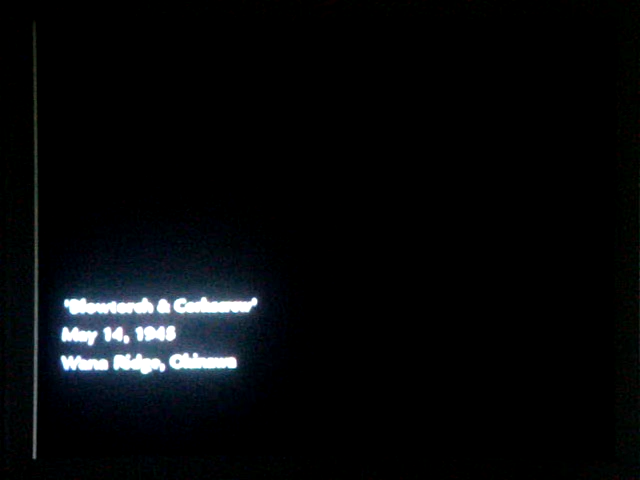 'Blowtorch & Corkscrew'
May 14, 1945
Wana Ridge, Okinawa